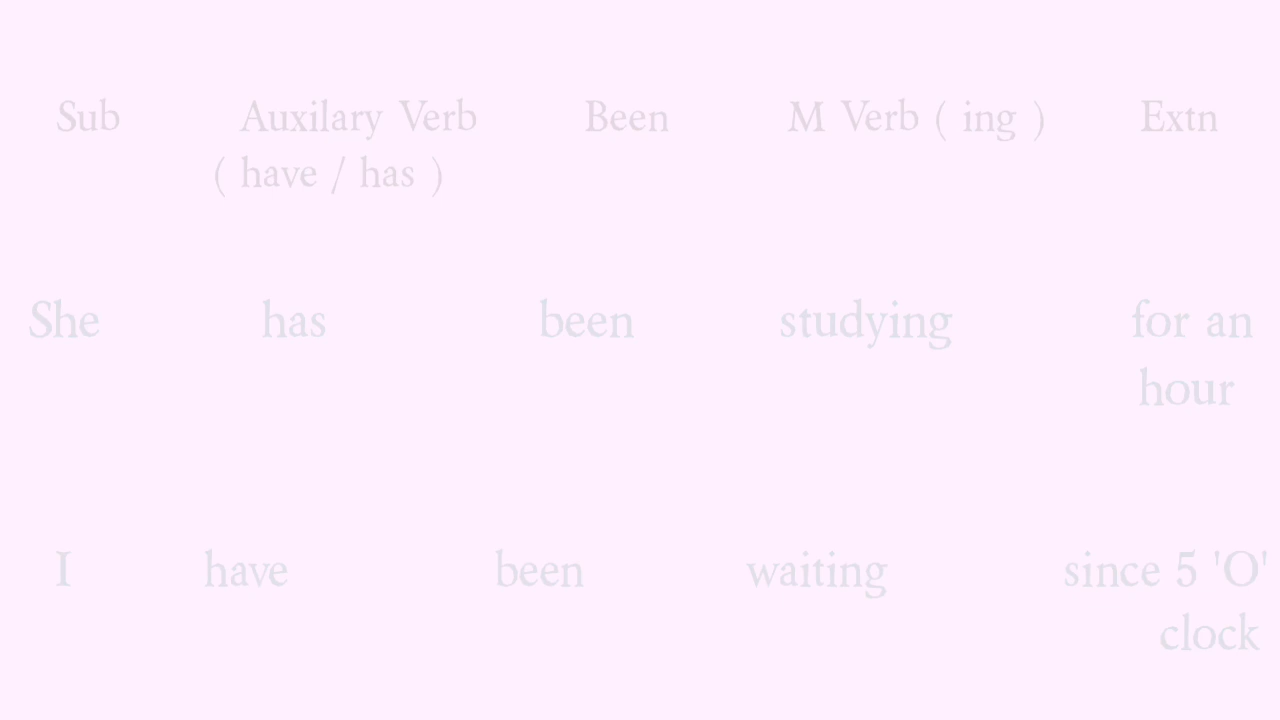 Sub Auxilary Verb Been M Verb ( ing ) Extn
( have / has )
She has been studying for an
hour
I have been waiting since 5 'O'
clock